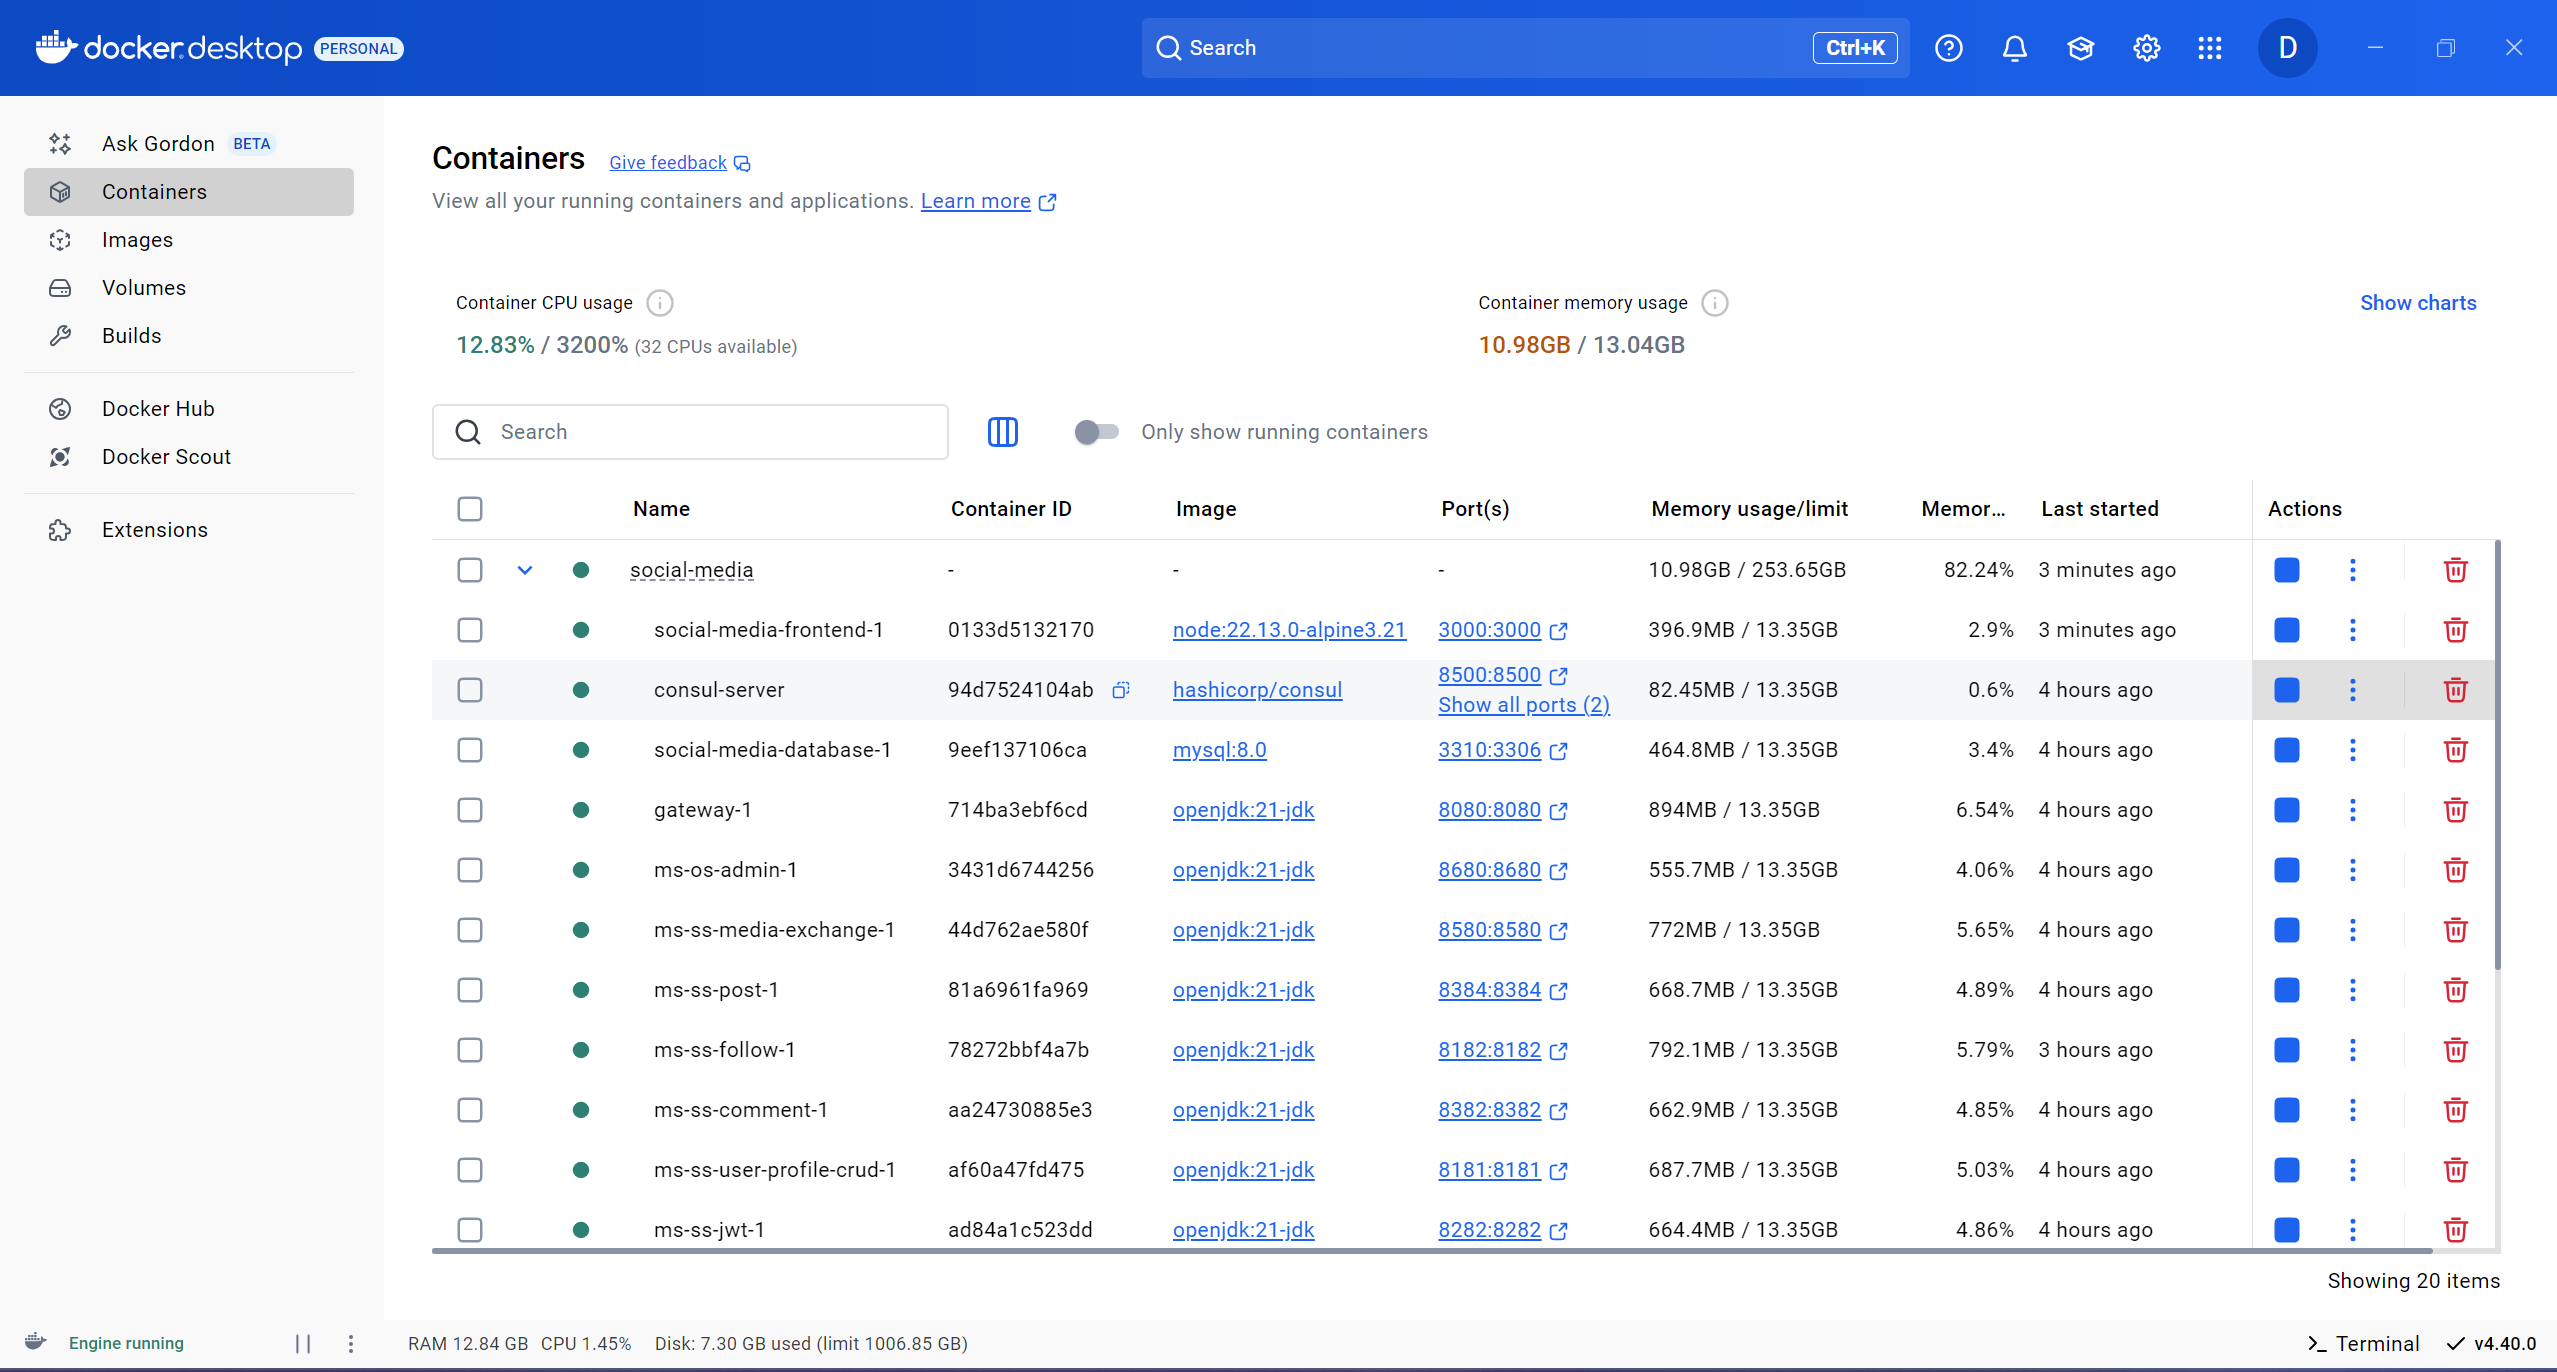 docker desktop PERSONAL
Search Ctrl+K
D
Ask Gordon BETA
Containers
Images
Volumes
Builds
Docker Hub
Docker Scout
Extensions
Containers Give feedback
View all your running containers and applications. Learn more
Container CPU usage
12.83% / 3200% (32 CPUs available)
Container memory usage
10.98GB / 13.04GB
Show charts
Search
Only show running containers
Name Container ID Image Port(s) Memory usage/limit Memor... Last started Actions
social-media - - - 10.98GB / 253.65GB 82.24% 3 minutes ago
social-media-frontend-1 0133d5132170 node:22.13.0-alpine3.21 3000:3000 396.9MB / 13.35GB 2.9% 3 minutes ago
consul-server 94d7524104ab hashicorp/consul 8500:8500 Show all ports (2) 82.45MB / 13.35GB 0.6% 4 hours ago
social-media-database-1 9eef137106ca mysql:8.0 3310:3306 464.8MB / 13.35GB 3.4% 4 hours ago
gateway-1 714ba3ebf6cd openjdk:21-jdk 8080:8080 894MB / 13.35GB 6.54% 4 hours ago
ms-os-admin-1 3431d6744256 openjdk:21-jdk 8680:8680 555.7MB / 13.35GB 4.06% 4 hours ago
ms-ss-media-exchange-1 44d762ae580f openjdk:21-jdk 8580:8580 772MB / 13.35GB 5.65% 4 hours ago
ms-ss-post-1 81a6961fa969 openjdk:21-jdk 8384:8384 668.7MB / 13.35GB 4.89% 4 hours ago
ms-ss-follow-1 78272bbf4a7b openjdk:21-jdk 8182:8182 792.1MB / 13.35GB 5.79% 3 hours ago
ms-ss-comment-1 aa24730885e3 openjdk:21-jdk 8382:8382 662.9MB / 13.35GB 4.85% 4 hours ago
ms-ss-user-profile-crud-1 af60a47fd475 openjdk:21-jdk 8181:8181 687.7MB / 13.35GB 5.03% 4 hours ago
ms-ss-jwt-1 ad84a1c523dd openjdk:21-jdk 8282:8282 664.4MB / 13.35GB 4.86% 4 hours ago
Showing 20 items
Engine running RAM 12.84 GB CPU 1.45% Disk: 7.30 GB used (limit 1006.85 GB) Terminal v4.40.0